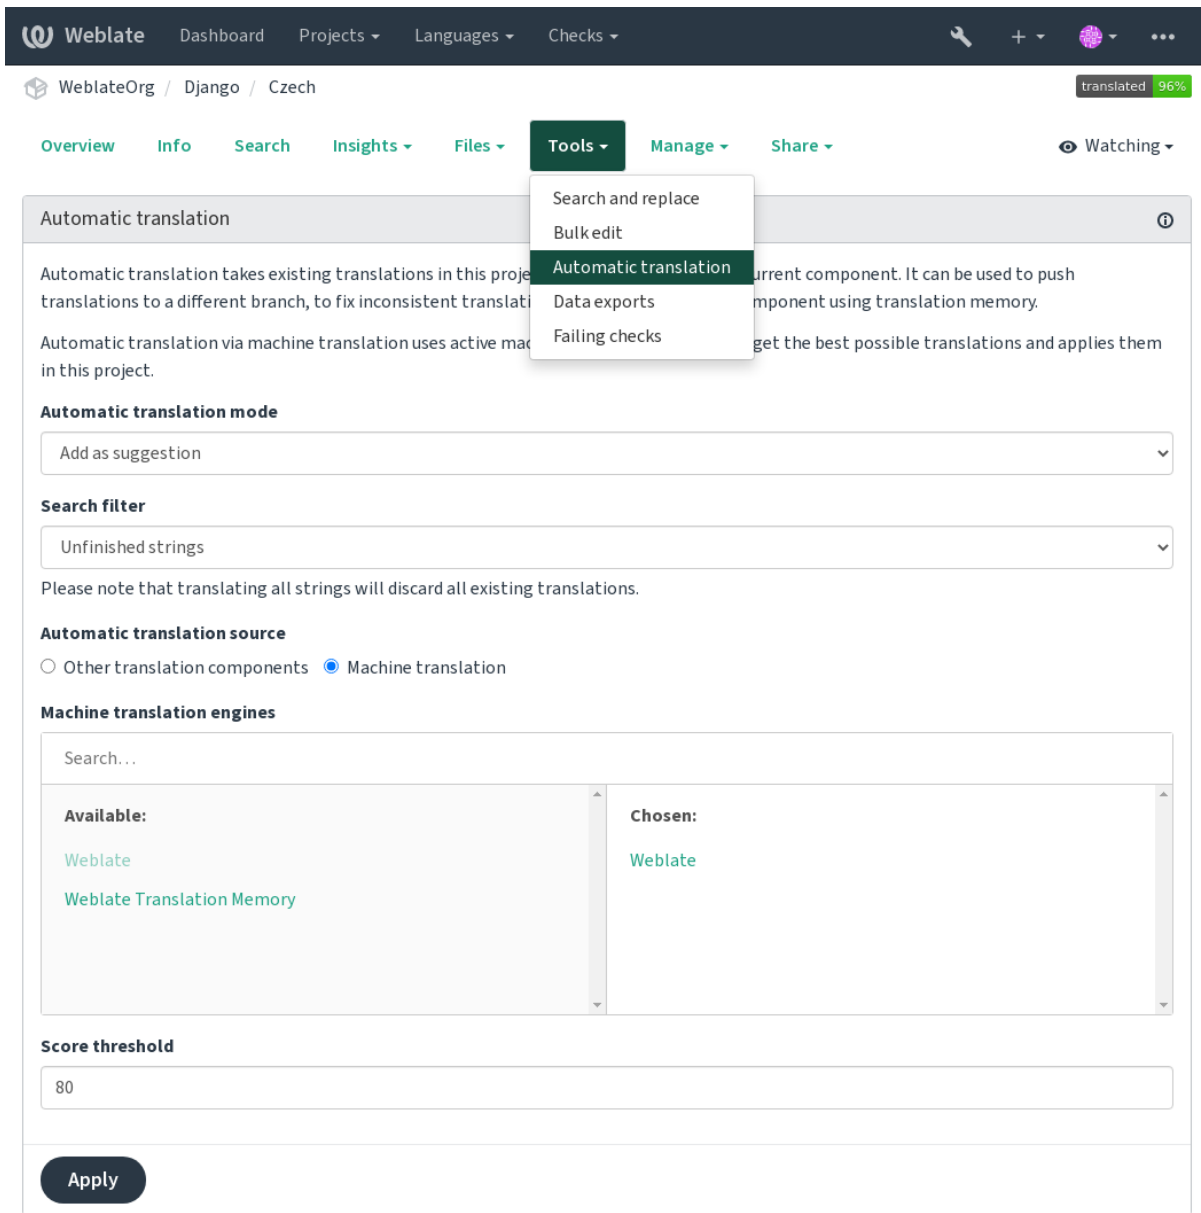 Weblate Dashboard Projects Languages Checks
WeblateOrg / Django / Czech translated 96%
Overview Info Search Insights Files Tools Manage Share Watching
Search and replace
Bulk edit
Automatic translation
Data exports
Failing checks
Automatic translation
Automatic translation takes existing translations in this proje urrent component. It can be used to push
translations to a different branch, to fix inconsistent translati mponent using translation memory.
Automatic translation via machine translation uses active mac get the best possible translations and applies them
in this project.
Automatic translation mode
Add as suggestion
Search filter
Unfinished strings
Please note that translating all strings will discard all existing translations.
Automatic translation source
Other translation components Machine translation
Machine translation engines
Search…
Available:
Weblate
Weblate Translation Memory
Chosen:
Weblate
Score threshold
80
Apply